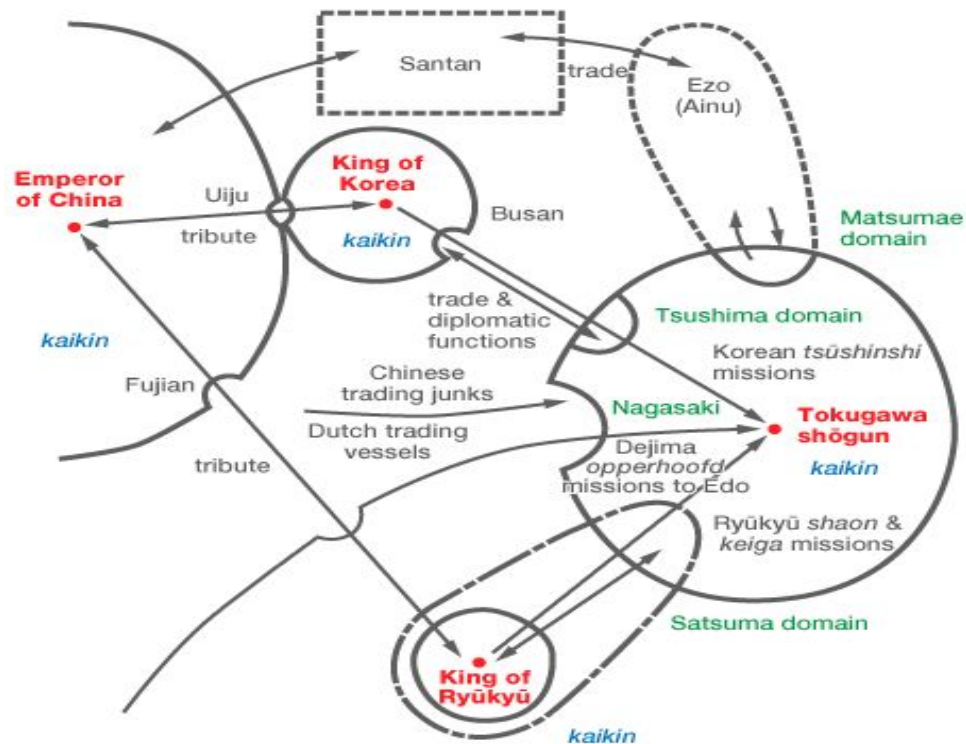 Santan
trade
Ezo
(Ainu)
Emperor
of China
Uiju
tribute
King of
Korea
kaikin
Busan
Matsumae
domain
trade &
diplomatic
functions
Tsushima domain
Korean tsūshinshi
missions
kaikin
Fujian
Chinese
trading junks
Dutch trading
vessels
Nagasaki
Tokugawa
shōgun
kaikin
Dejima
opperhoofd
missions to Edo
tribute
Ryūkyū shaon &
keiga missions
Satsuma domain
King of
Ryūkyū
kaikin